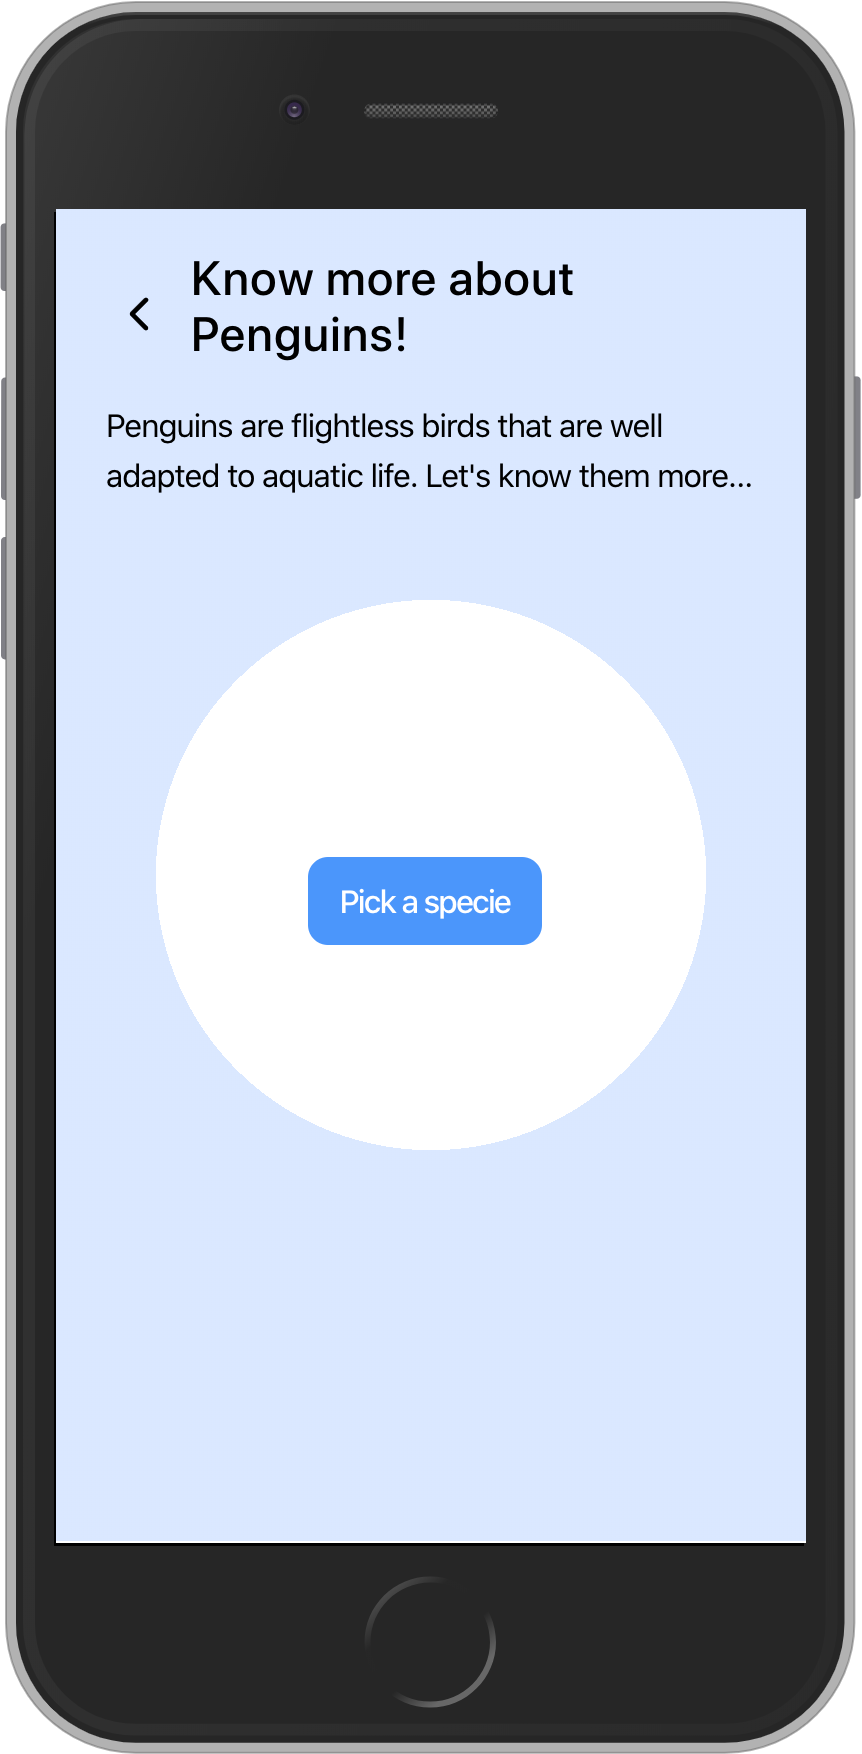 Know more about
Penguins!
Penguins are flightless birds that are well
adapted to aquatic life. Let's know them more...
Pick a specie